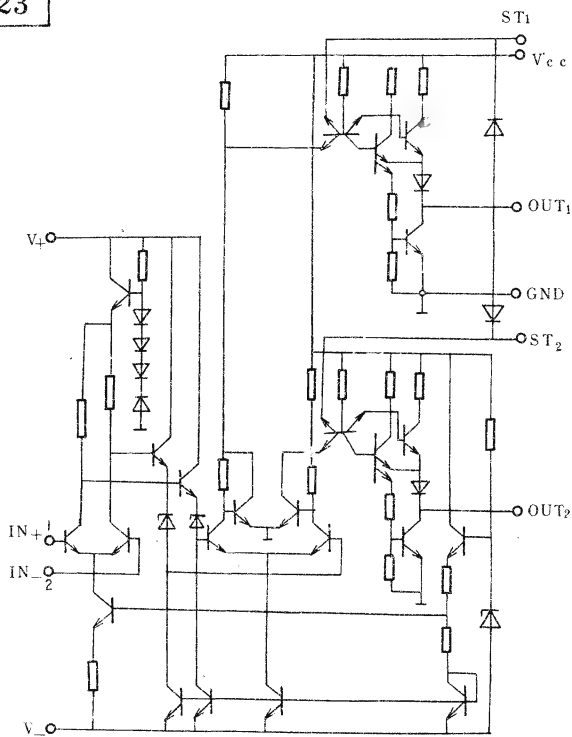 23
ST1
Vcc
OUT1
GND
ST2
V+
IN+ 1
IN- 2
OUT2
V-